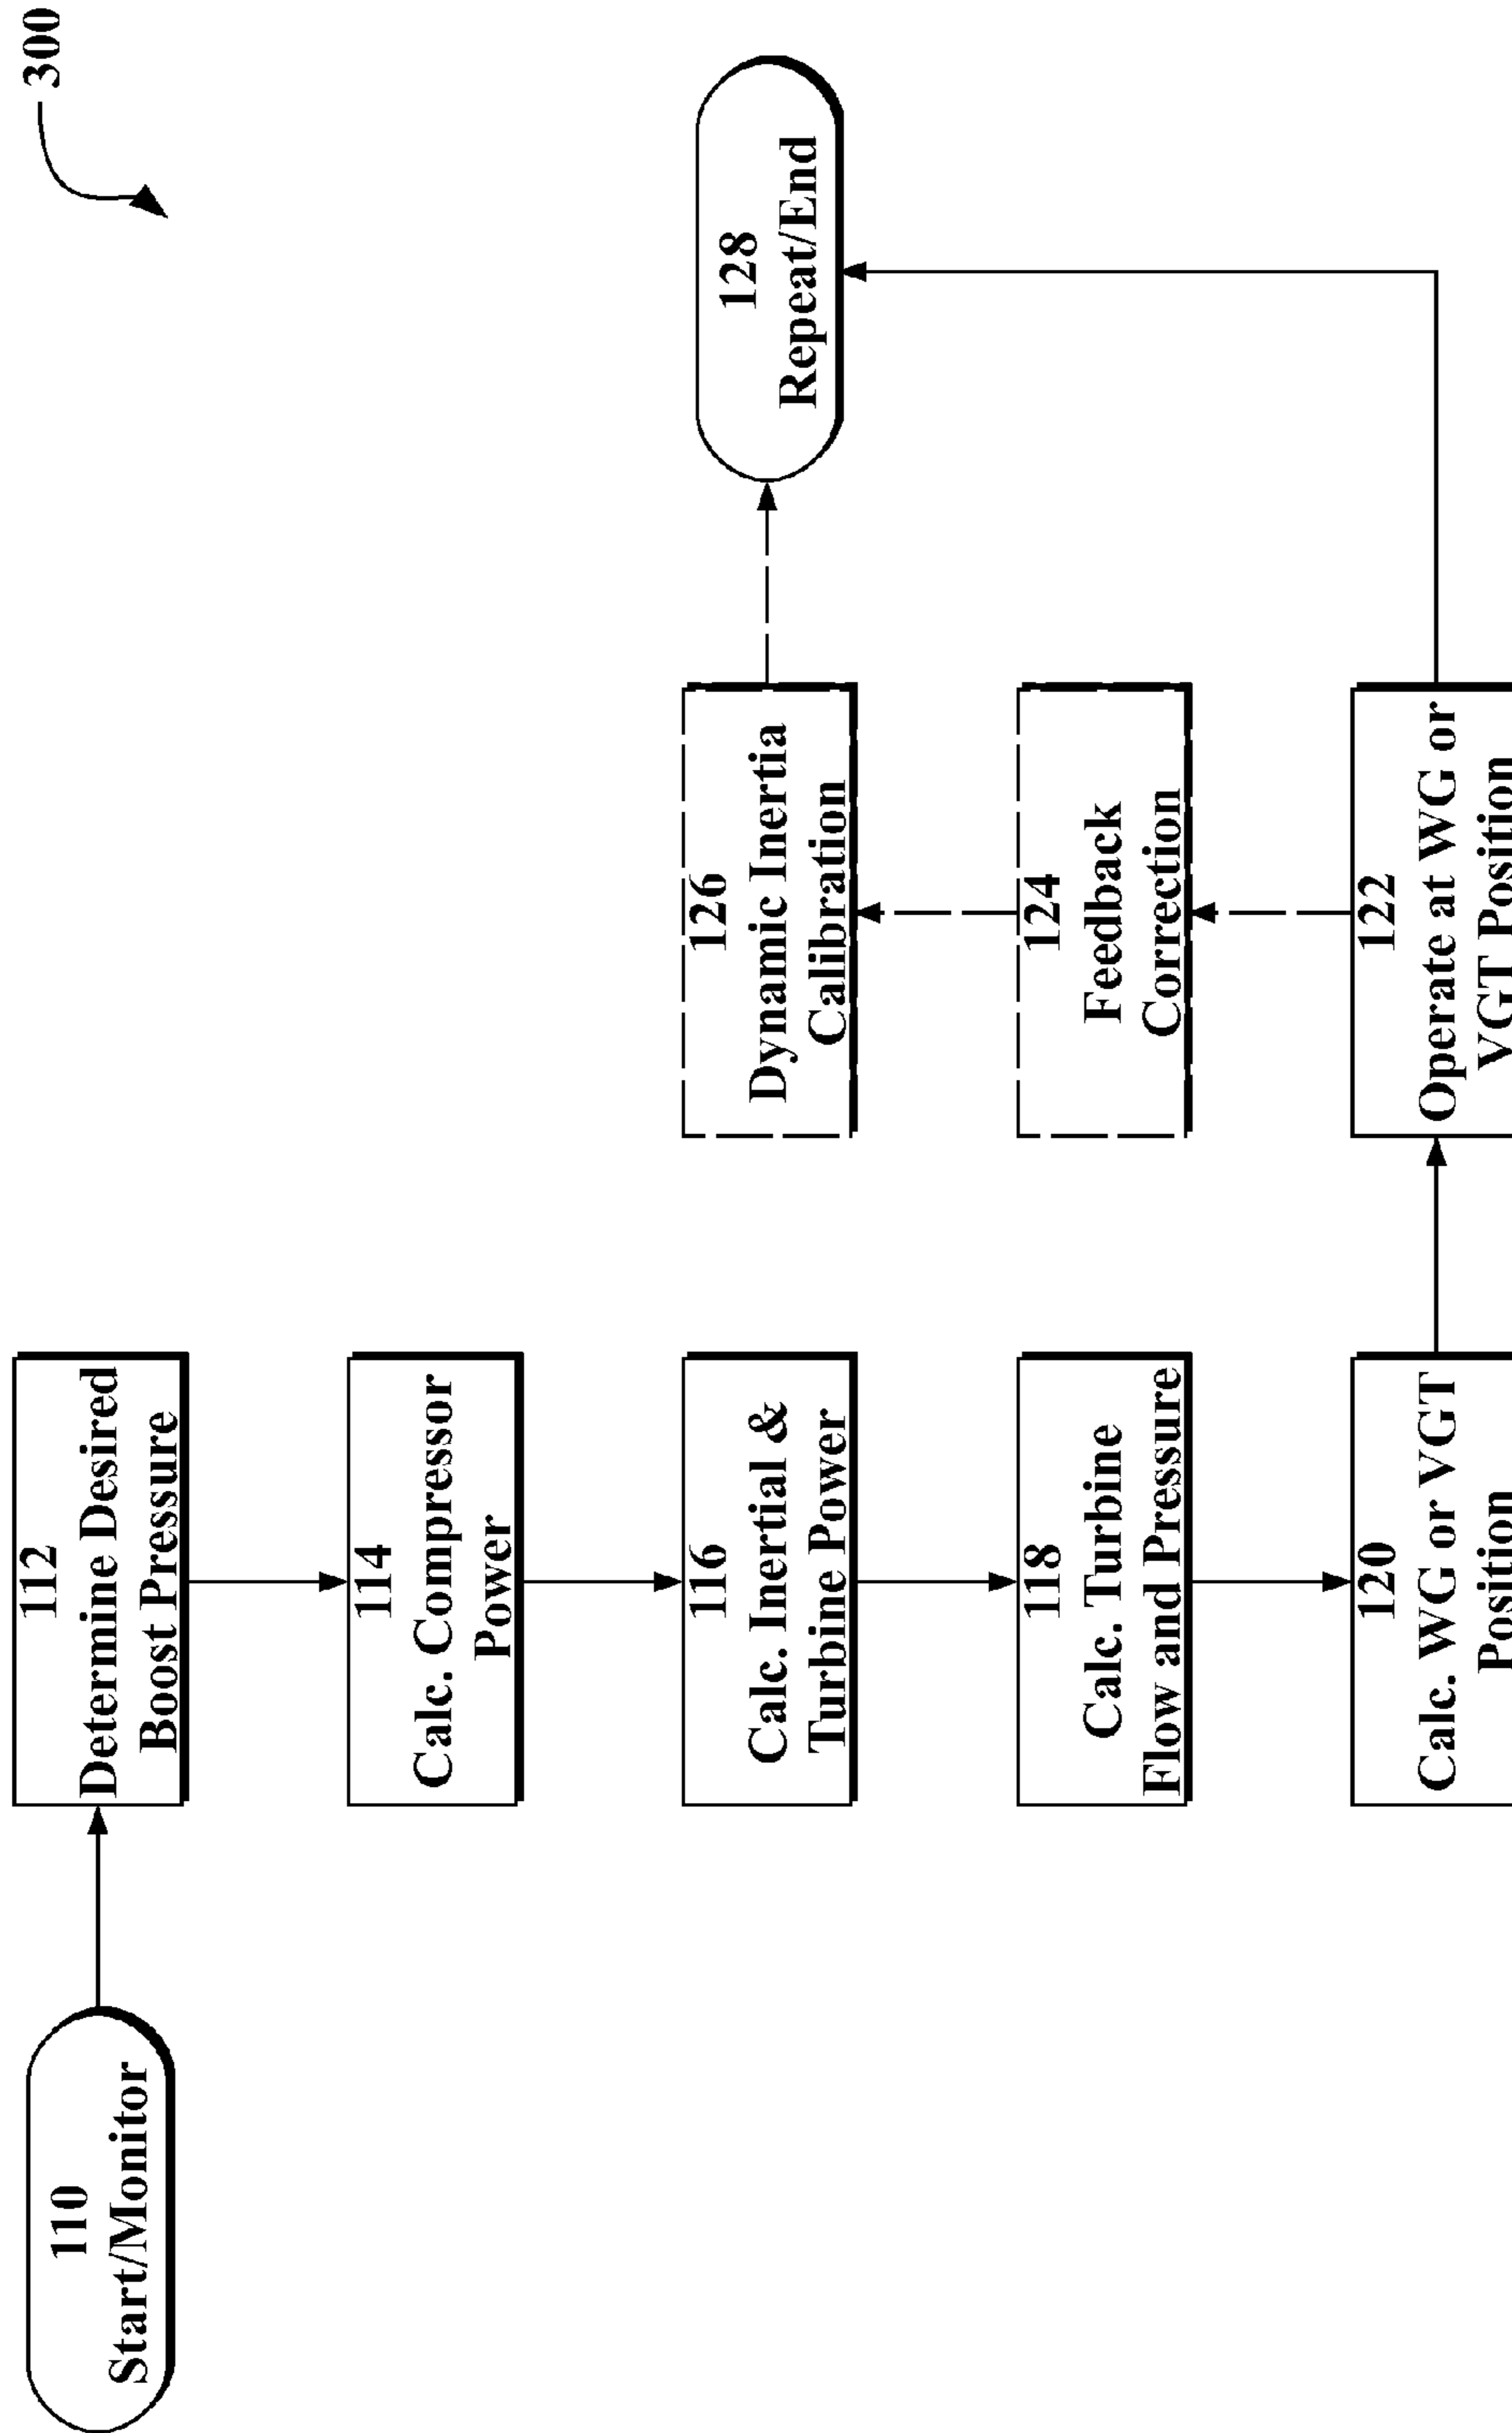 300
110
Start/Monitor
112
Determine Desired
Boost Pressure
114
Calc. Compressor
Power
116
Calc. Inertial &
Turbine Power
118
Calc. Turbine
Flow and Pressure
120
Calc. WG or VGT
Position
122
Operate at WG or
VGT Position
124
Feedback
Correction
126
Dynamic Inertia
Calibration
128
Repeat/End